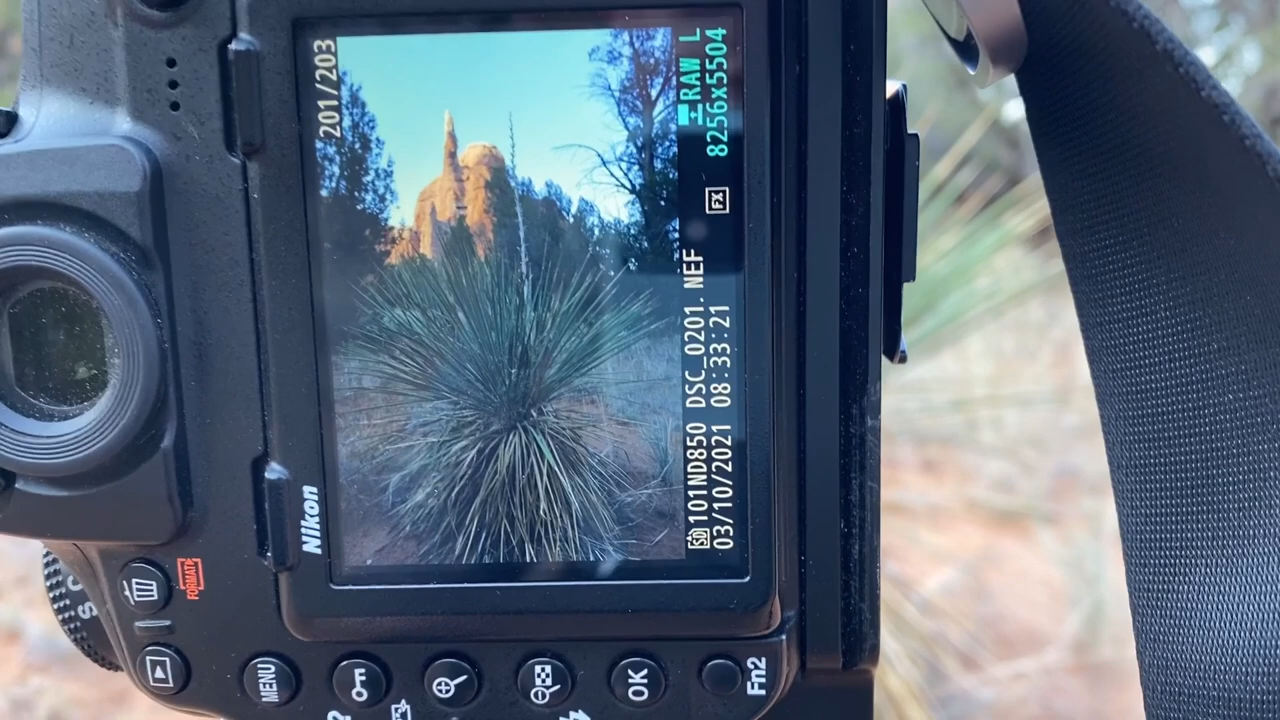 201/203
RAW L
8256x5504
FX
SD 101ND850 DSC_0201.NEF
03/10/2021 08:33:21
Nikon
FORMAT
S C
MENU
?
OK
Fn2